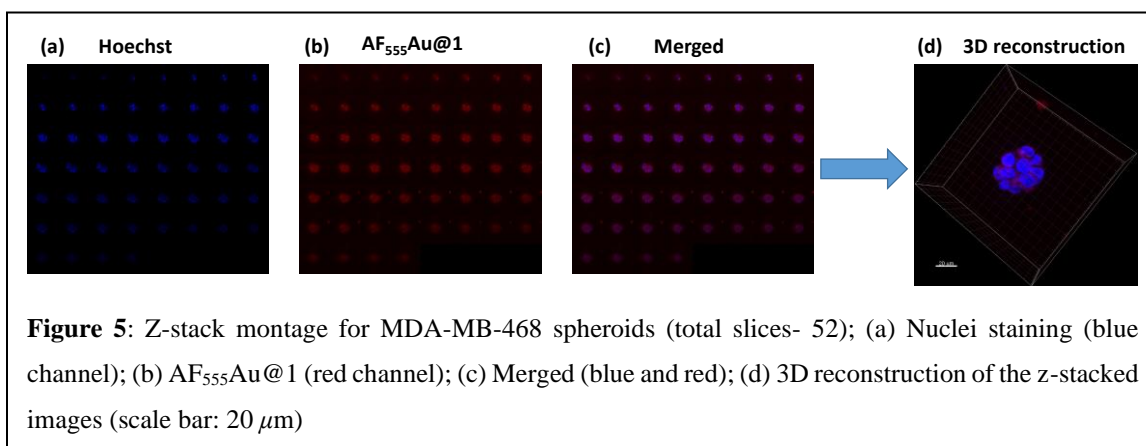 (a) Hoechst (b) AF₅₅₅Au@1 (c) Merged (d) 3D reconstruction
20 µm
Figure 5: Z-stack montage for MDA-MB-468 spheroids (total slices- 52); (a) Nuclei staining (blue
channel); (b) AF₅₅₅Au@1 (red channel); (c) Merged (blue and red); (d) 3D reconstruction of the z-stacked
images (scale bar: 20 µm)